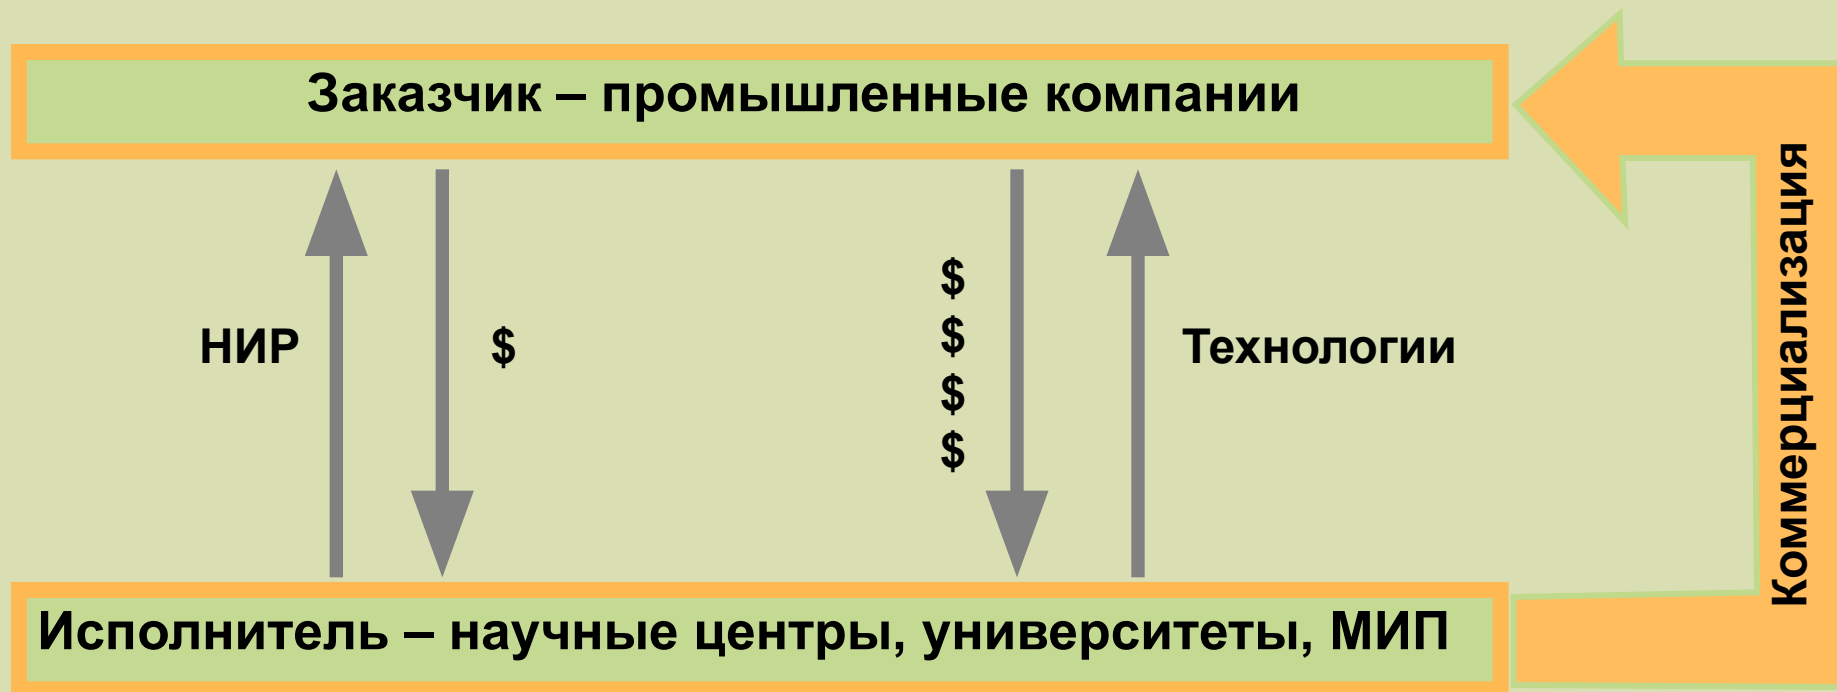 Заказчик – промышленные компании
НИР
$
$
$
$
$
Технологии
Коммерциализация
Исполнитель – научные центры, университеты, МИП